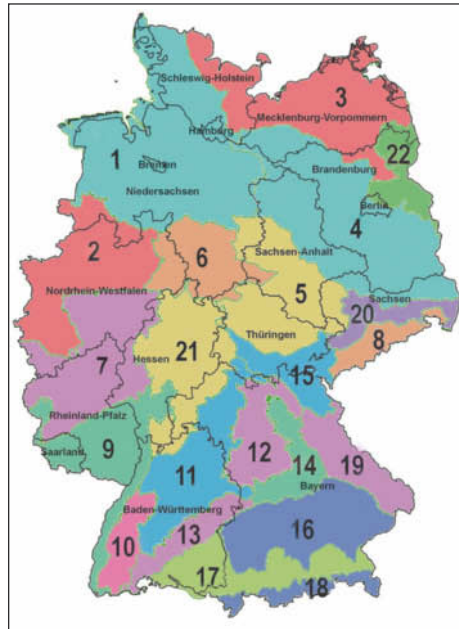 Schleswig-Holstein
3
Mecklenburg-Vorpommern
Hamburg
22
1
Bremen
Brandenburg
Niedersachsen
Berlin
4
2
6
Sachsen-Anhalt
Nordrhein-Westfalen
5
Sachsen
20
Thüringen
8
21
Hessen
7
15
Rheinland-Pfalz
12
9
Saarland
14
19
11
Bayern
Baden-Württemberg
16
10
13
17
18